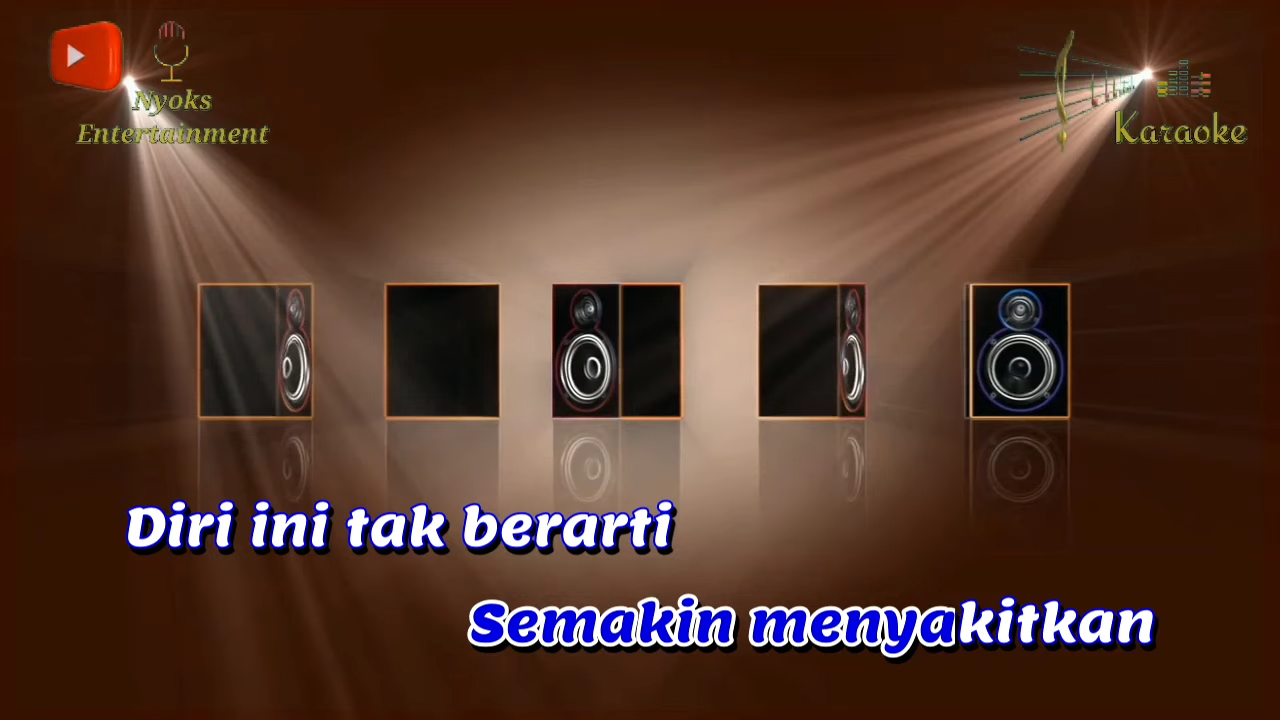 Nyoks
Entertainment
Karaoke
Diri ini tak berarti
Semakin menyakitkan